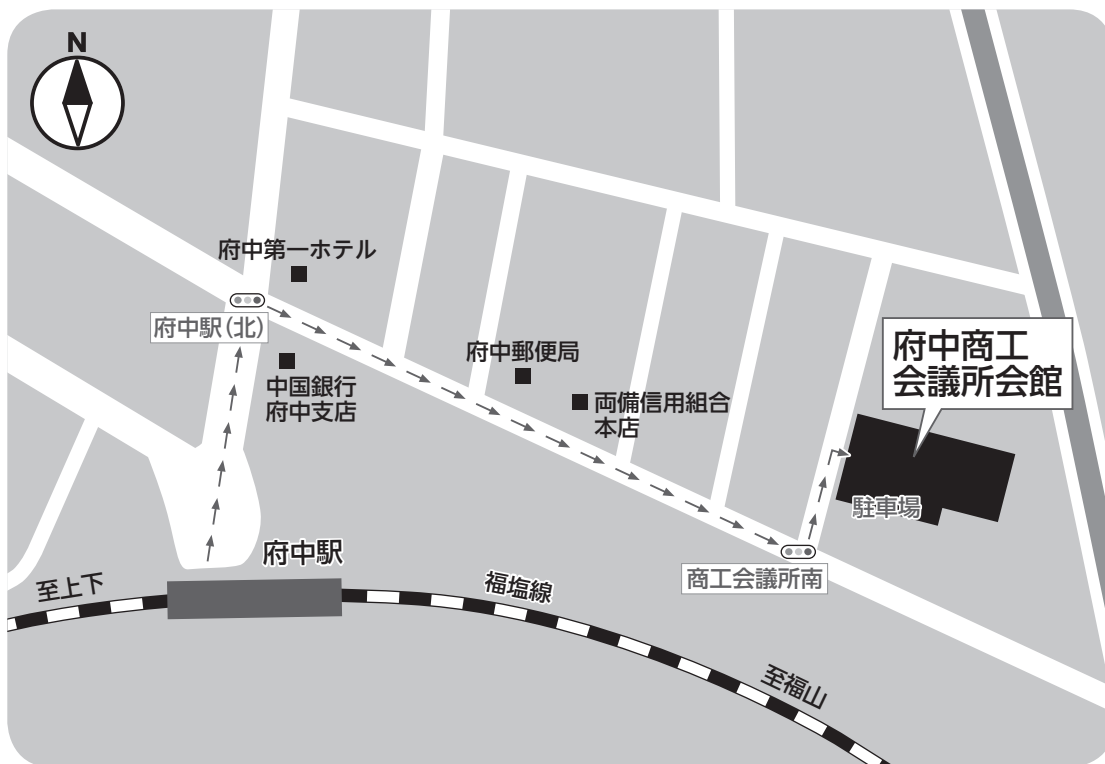 N
府中第一ホテル
府中駅(北)
中国銀行
府中支店
府中郵便局
両備信用組合
本店
府中商工
会議所会館
駐車場
府中駅
商工会議所南
至上下
福塩線
至福山